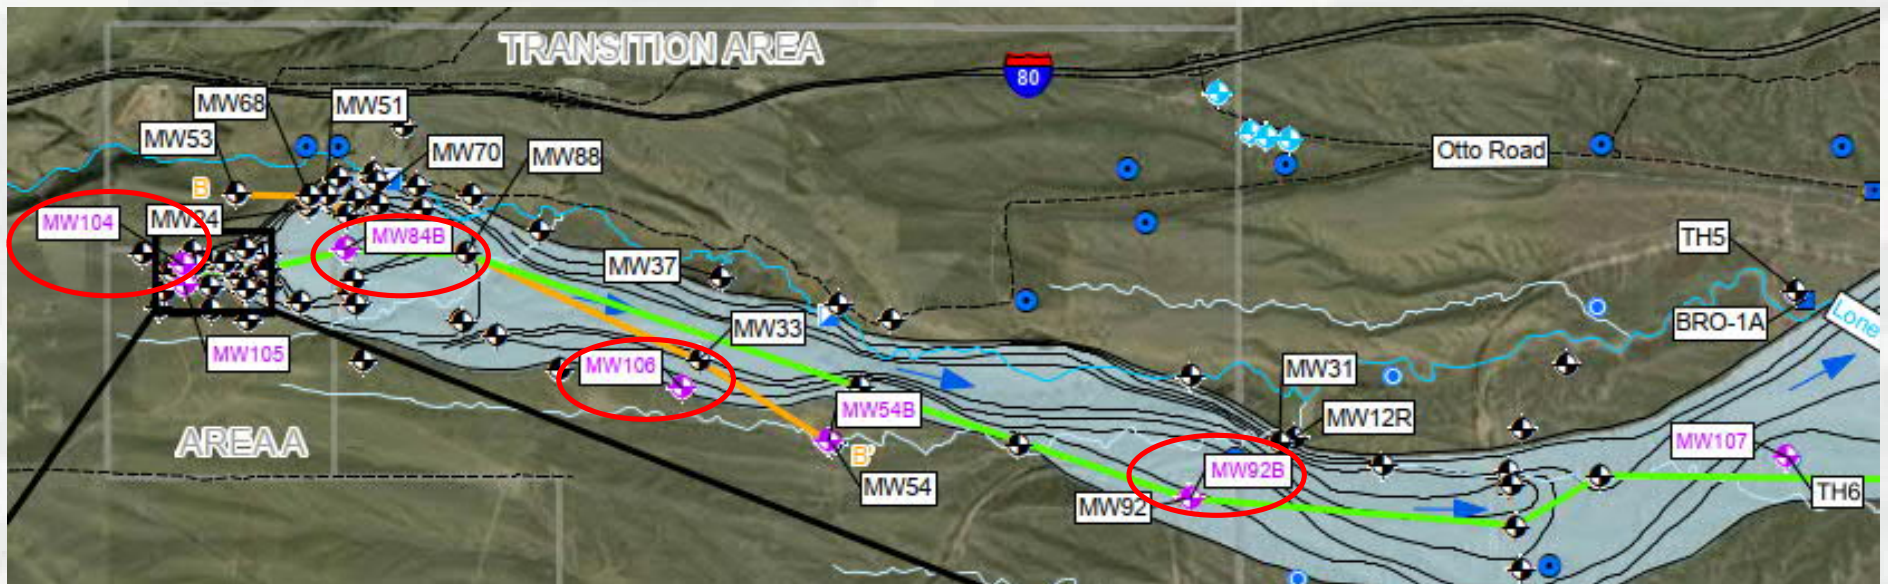 TRANSITION AREA
80
MW68
MW51
MW53
MW70
MW88
Otto Road
B
MW104
MW24
MW84B
TH5
MW37
BRO-1A
Lone
MW33
MW105
MW106
MW31
MW54B
MW12R
AREA A
MW107
B'
MW92B
MW54
MW92
TH6